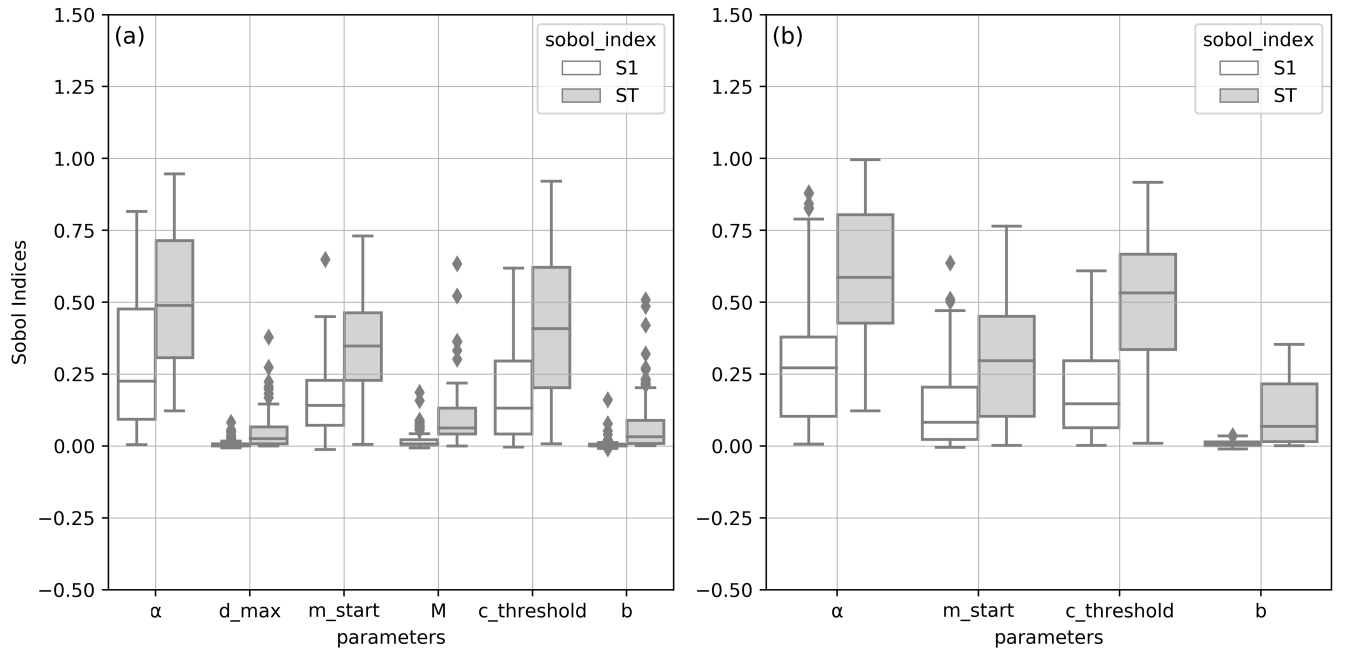 (a)
sobol_index
S1
ST
1.50
1.25
1.00
0.75
0.50
0.25
0.00
−0.25
−0.50
Sobol Indices
α d_max m_start M c_threshold b
parameters
(b)
sobol_index
S1
ST
1.50
1.25
1.00
0.75
0.50
0.25
0.00
−0.25
−0.50
α m_start c_threshold b
parameters